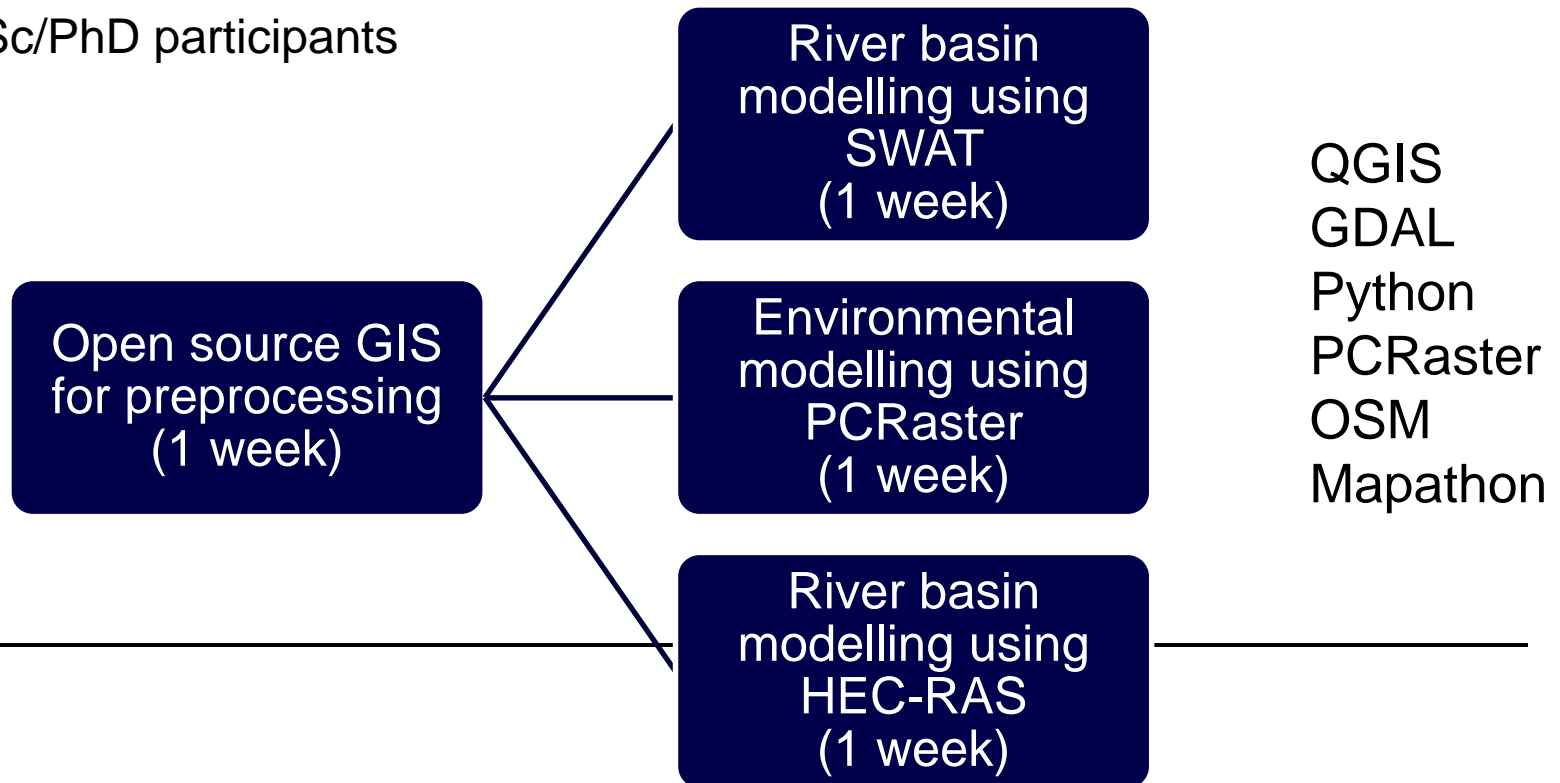 Sc/PhD participants
River basin
modelling using
SWAT
(1 week)
Open source GIS
for preprocessing
(1 week)
Environmental
modelling using
PCRaster
(1 week)
River basin
modelling using
HEC-RAS
(1 week)
QGIS
GDAL
Python
PCRaster
OSM
Mapathon